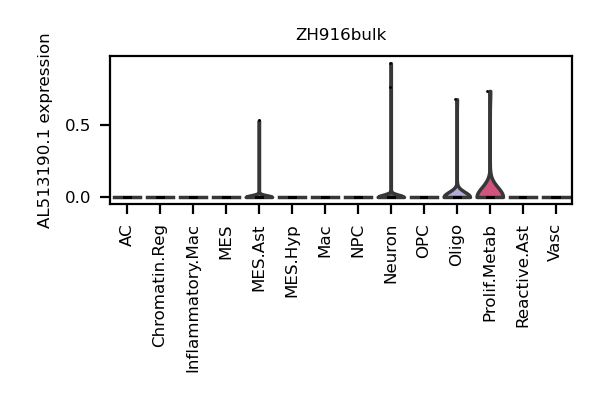 ZH916bulk
AL513190.1 expression
0.5
0.0
AC
Chromatin.Reg
Inflammatory.Mac
MES
MES.Ast
MES.Hyp
Mac
NPC
Neuron
OPC
Oligo
Prolif.Metab
Reactive.Ast
Vasc